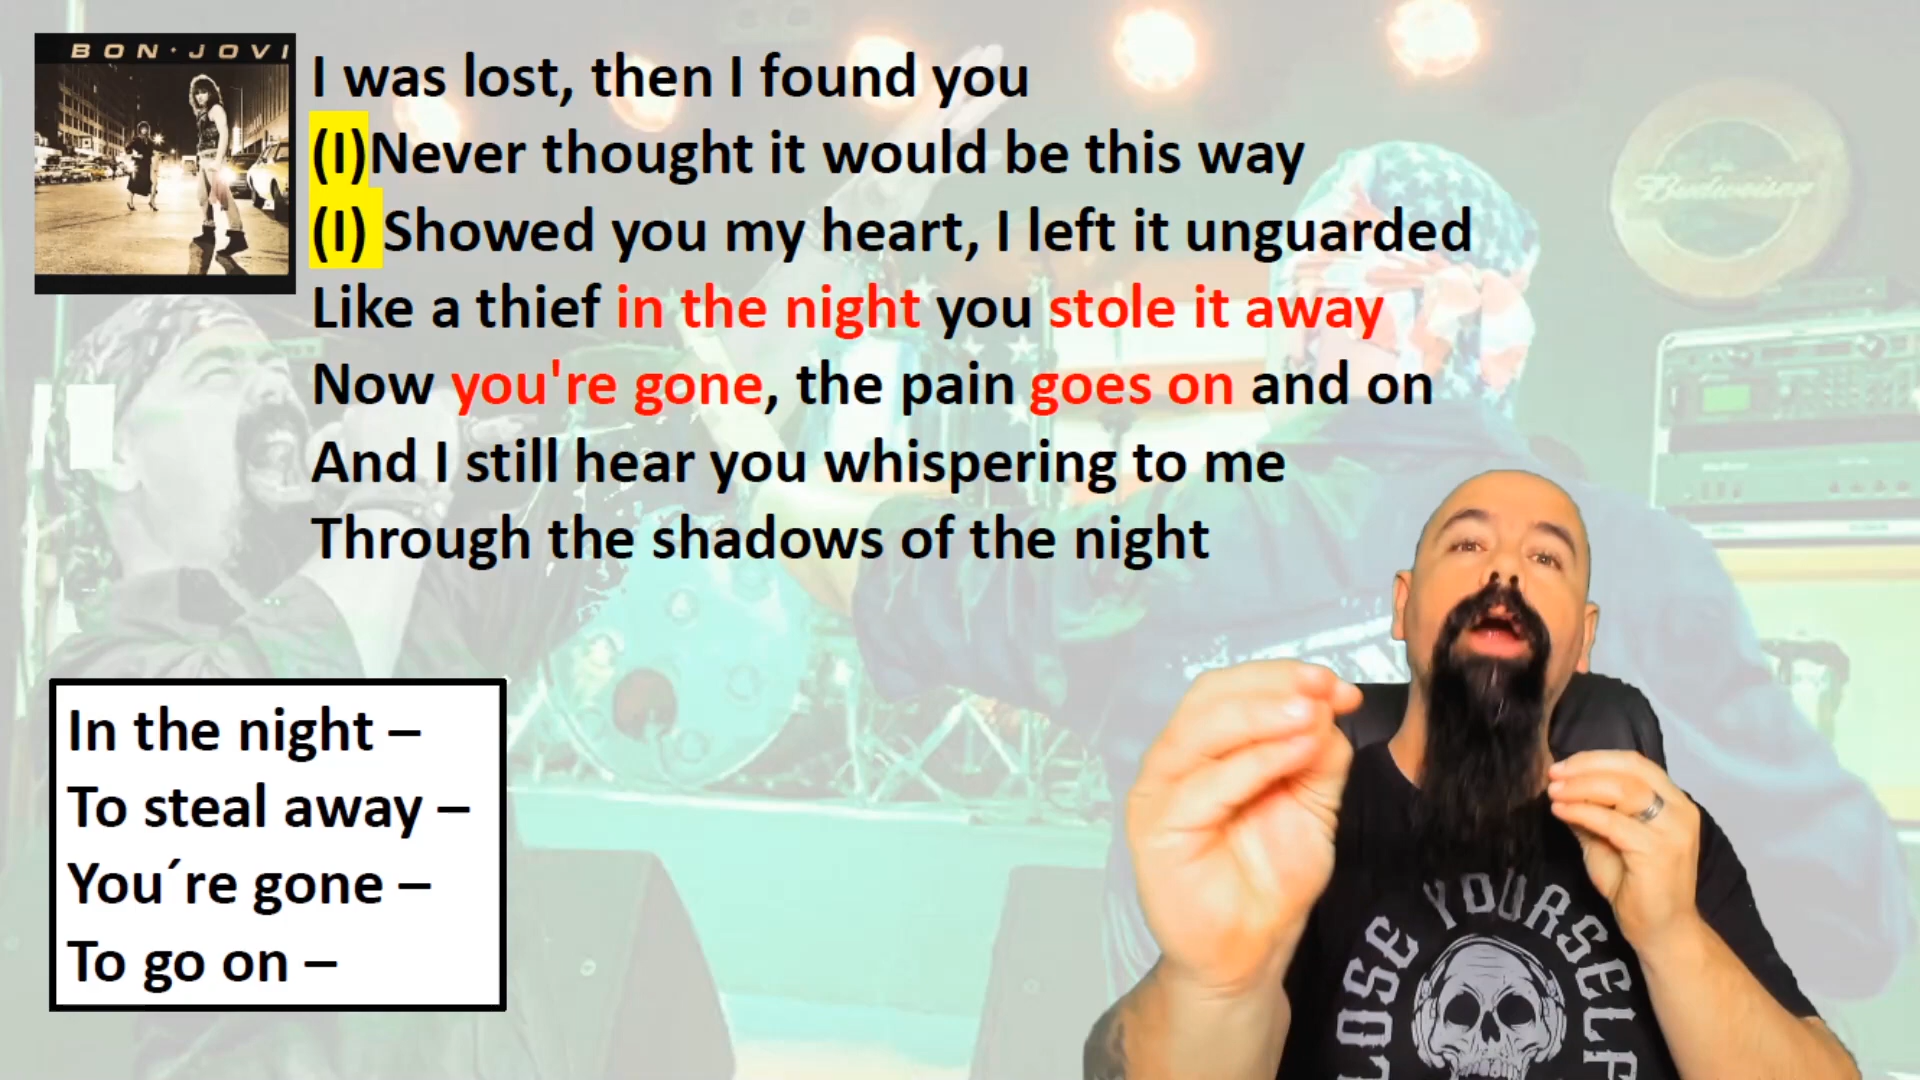 BON·JOVI
I was lost, then I found you
(I)Never thought it would be this way
(I) Showed you my heart, I left it unguarded
Like a thief in the night you stole it away
Now you're gone, the pain goes on and on
And I still hear you whispering to me
Through the shadows of the night
In the night –
To steal away –
You´re gone –
To go on –
Budweiser
LOSE YOURSELF